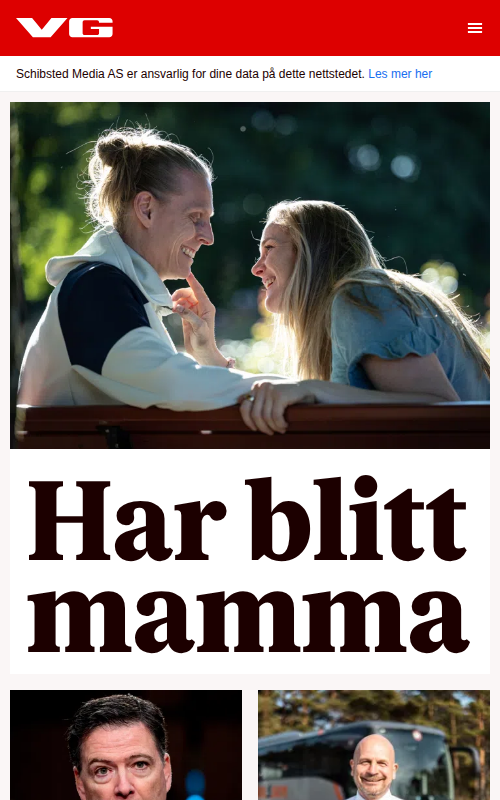 VG
Schibsted Media AS er ansvarlig for dine data på dette nettstedet. Les mer her
Har blitt
mamma